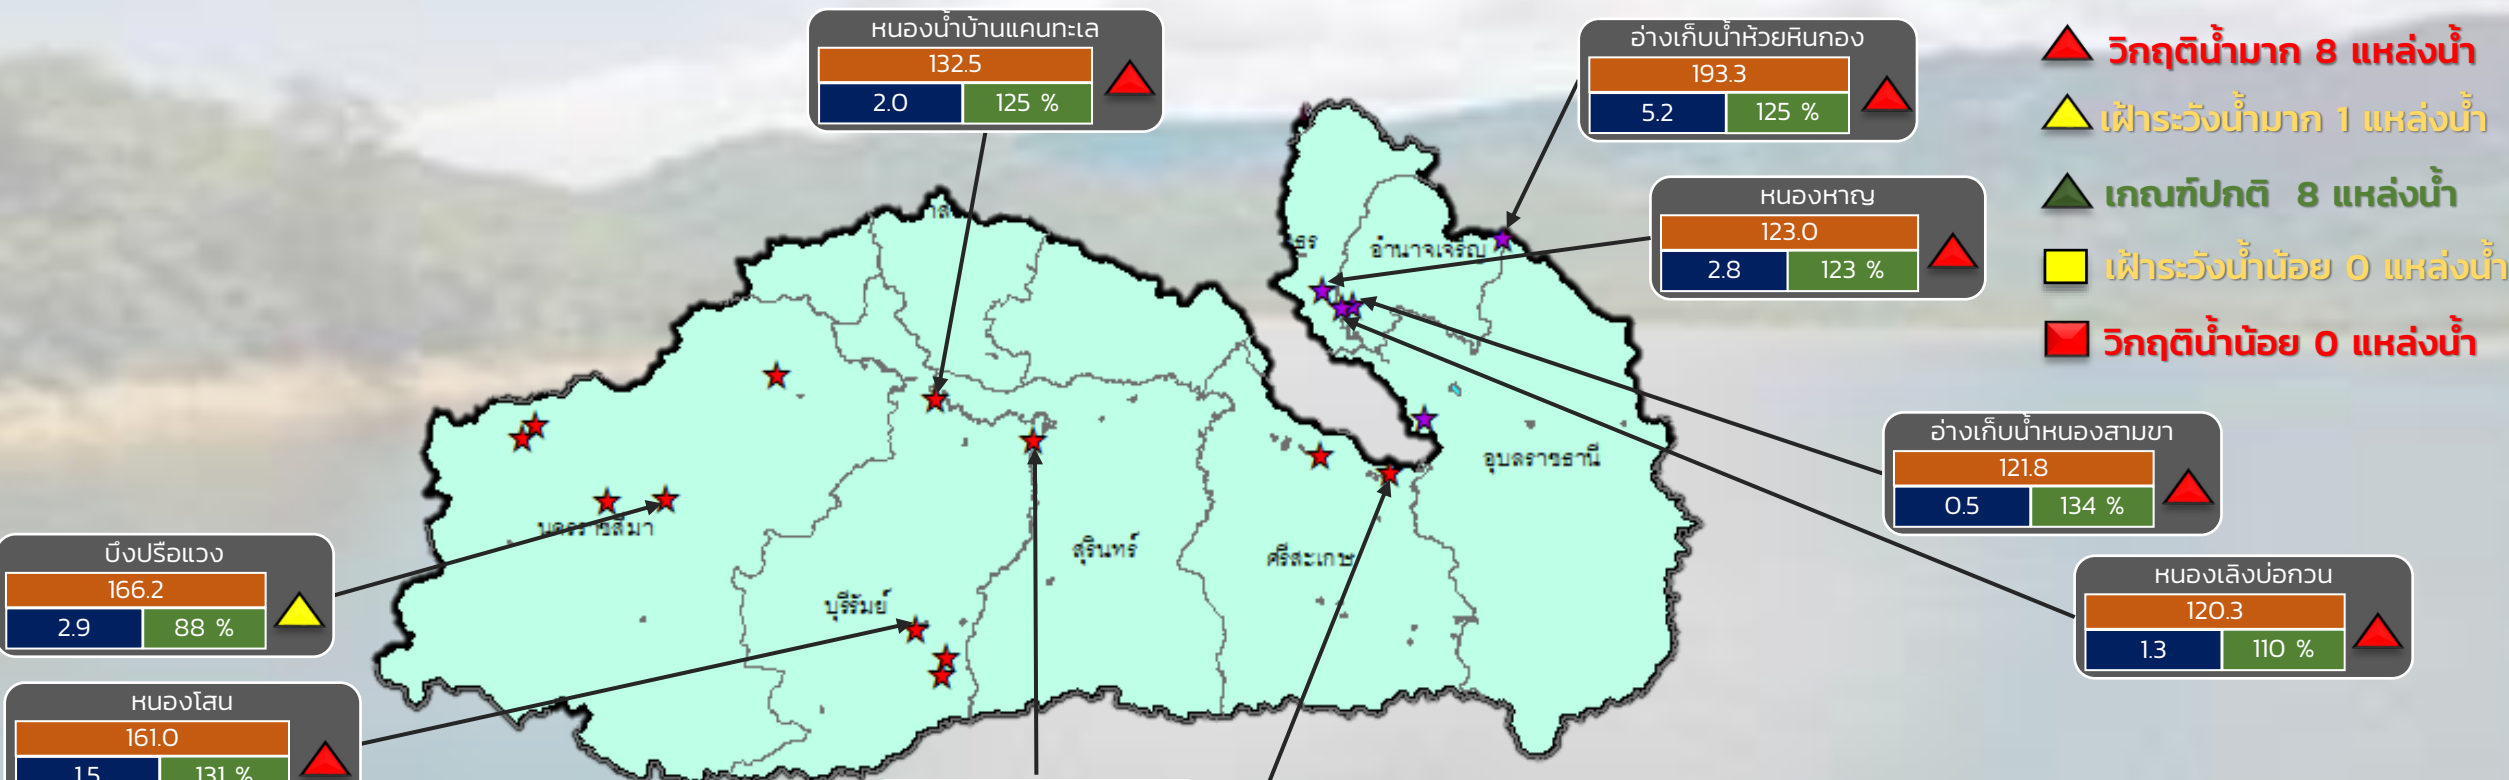 หนองน้ำบ้านแคนทะเล
132.5
2.0 125 %
อ่างเก็บน้ำห้วยหินกอง
193.3
5.2 125 %
หนองหาญ
123.0
2.8 123 %
วิกฤติน้ำมาก 8 แหล่งน้ำ
เฝ้าระวังน้ำมาก 1 แหล่งน้ำ
เกณฑ์ปกติ 8 แหล่งน้ำ
เฝ้าระวังน้ำน้อย 0 แหล่งน้ำ
วิกฤติน้ำน้อย 0 แหล่งน้ำ
อำนาจเจริญ
อุบลราชธานี
นครราชสีมา
สุรินทร์
ศรีสะเกษ
บุรีรัมย์
อ่างเก็บน้ำหนองสามขา
121.8
0.5 134 %
หนองเลิงบ่อกวน
120.3
1.3 110 %
บึงปรือแวง
166.2
2.9 88 %
หนองโสน
161.0
1.5 131 %